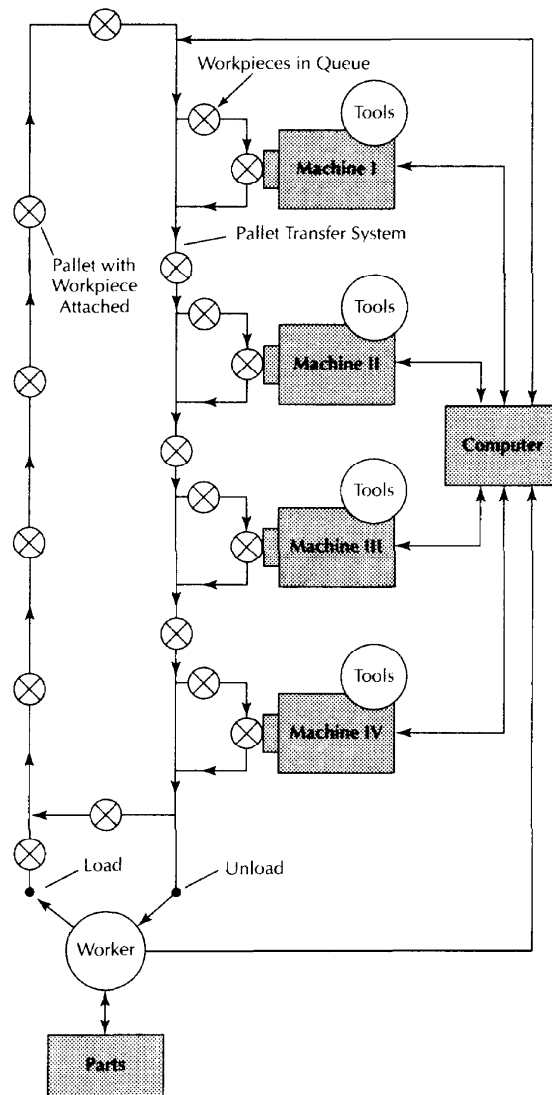 Workpieces in Queue
Tools
Machine I
Pallet Transfer System
Pallet with
Workpiece
Attached
Tools
Machine II
Computer
Tools
Machine III
Tools
Machine IV
Load
Unload
Worker
Parts